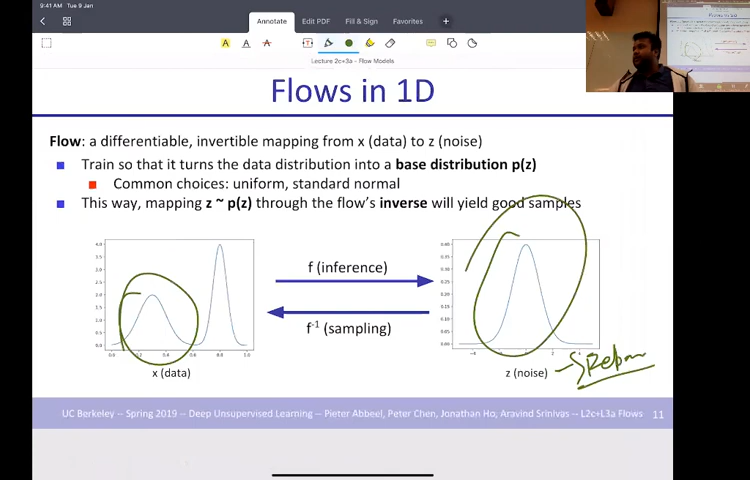 9:41 AM Tue 9 Jan
Annotate
Edit PDF
Fill & Sign
Favorites
+
A A A
Lecture 2c+3a – Flow Models
Flows in 1D
Flow: a differentiable, invertible mapping from x (data) to z (noise)
Train so that it turns the data distribution into a base distribution p(z)
Common choices: uniform, standard normal
This way, mapping z ~ p(z) through the flow's inverse will yield good samples
f (inference)
f-1 (sampling)
x (data)
z (noise)
UC Berkeley -- Spring 2019 -- Deep Unsupervised Learning -- Pieter Abbeel, Peter Chen, Jonathan Ho, Aravind Srinivas -- L2c+L3a Flows 11